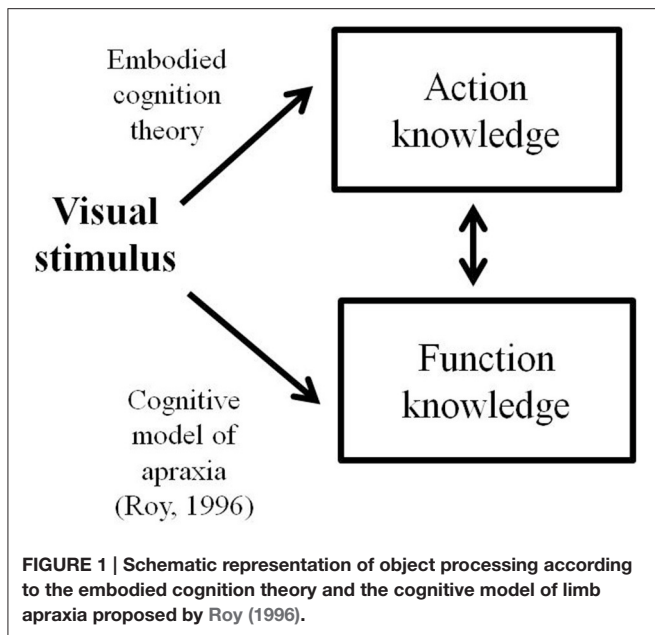 Embodied
cognition
theory
Action
knowledge
Visual
stimulus
Function
knowledge
Cognitive
model of
apraxia
(Roy, 1996)
FIGURE 1 | Schematic representation of object processing according
to the embodied cognition theory and the cognitive model of limb
apraxia proposed by Roy (1996).